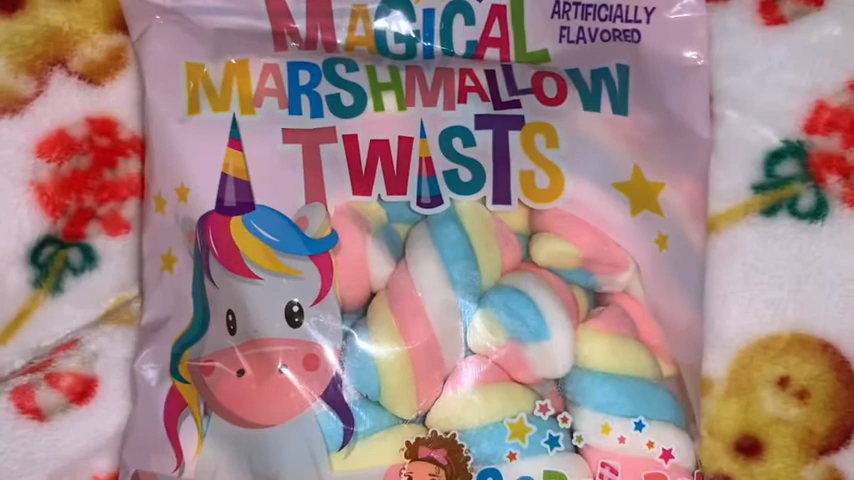 MAGICAL
ARTIFICIALLY
FLAVORED
MARSHMALLOW
TWISTS